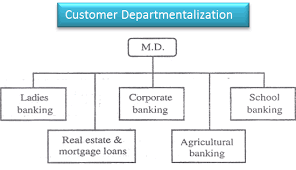 Customer Departmentalization
M.D.
Ladies
banking
Corporate
banking
School
banking
Real estate &
mortgage loans
Agricultural
banking